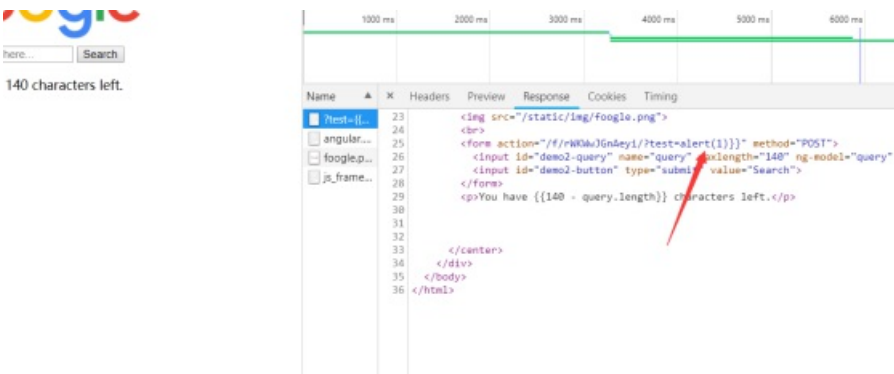 here...
Search
140 characters left.
1000 ms 2000 ms 3000 ms 4000 ms 5000 ms 6000 ms
Name ▲ × Headers Preview Response Cookies Timing
?test={{...
angular....
foogle.p...
js_frame...
23 <img src="/static/img/foogle.png">
24 <br>
25 <form action="/f/rWKWwJGnAeyi/?test=alert(1)}}" method="POST">
26 <input id="demo2-query" name="query" maxlength="140" ng-model="query"
27 <input id="demo2-button" type="submit" value="Search">
28 </form>
29 <p>You have {{140 - query.length}} characters left.</p>
30
31
32
33 </center>
34 </div>
35 </body>
36 </html>